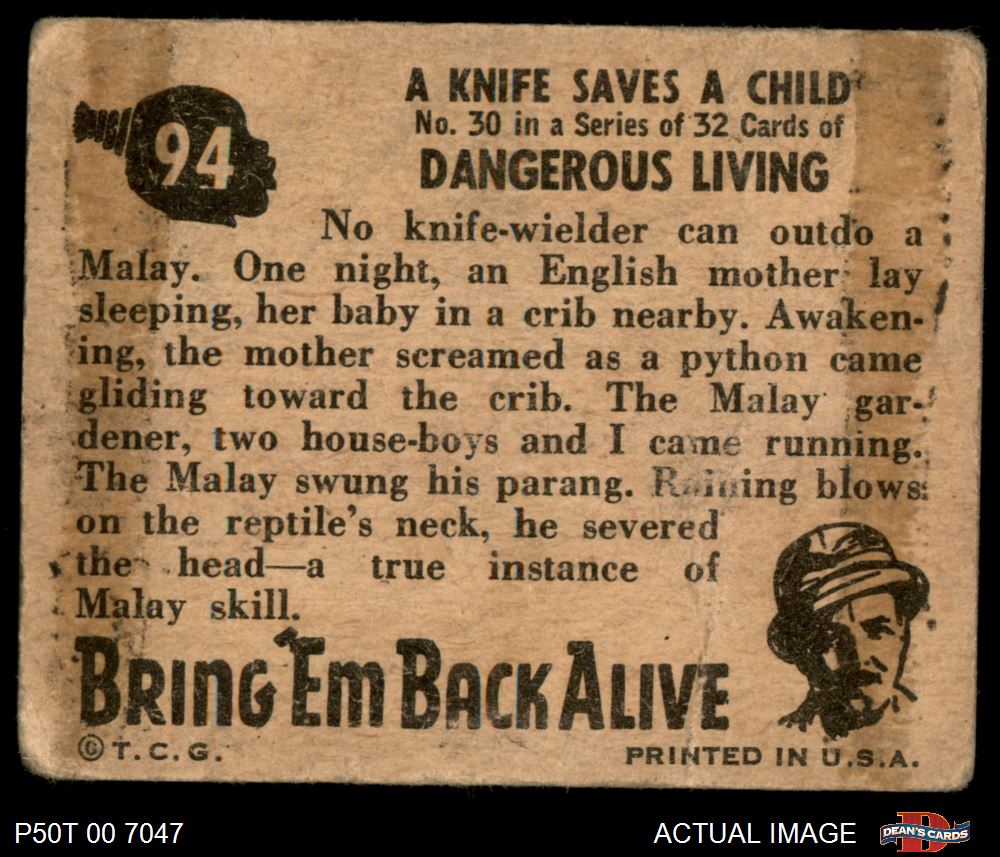 94
A KNIFE SAVES A CHILD
No. 30 in a Series of 32 Cards of
DANGEROUS LIVING
No knife-wielder can outdo a
Malay. One night, an English mother lay
sleeping, her baby in a crib nearby. Awaken-
ing, the mother screamed as a python came
gliding toward the crib. The Malay gar-
dener, two house-boys and I came running.
The Malay swung his parang. Raining blows
on the reptile's neck, he severed
the head—a true instance of
Malay skill.
BRING 'EM BACK ALIVE
© T. C. G.
PRINTED IN U.S.A.
P50T 00 7047
ACTUAL IMAGE
D
DEAN'S CARDS